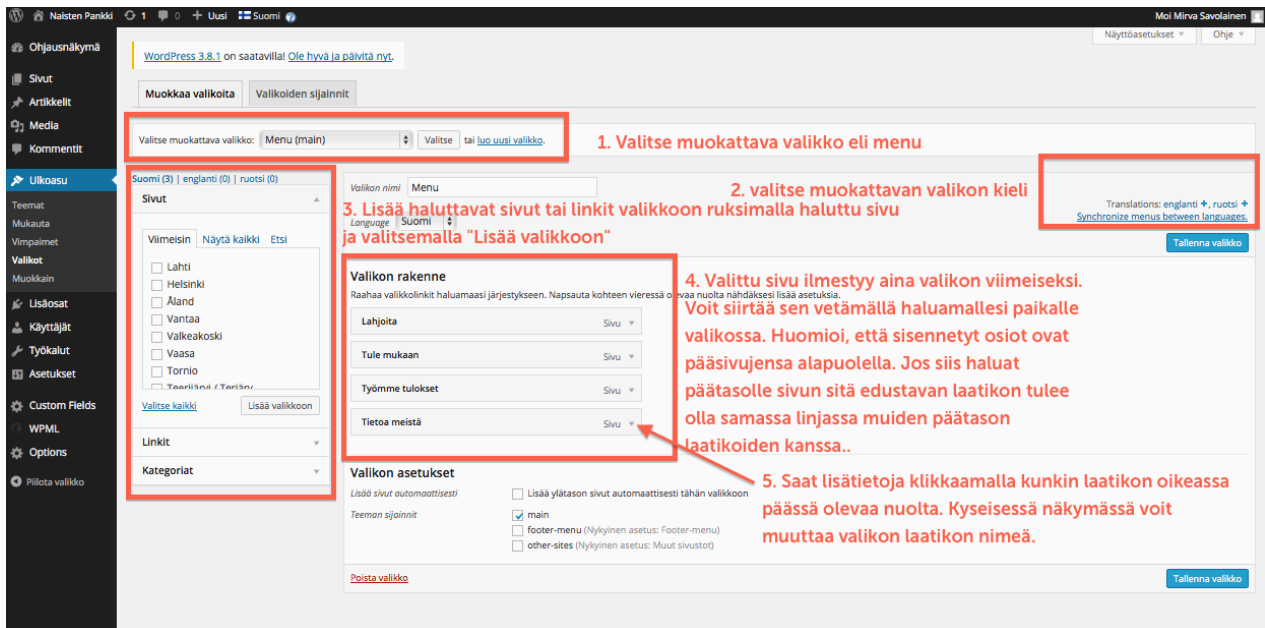 Naisten Pankki 1 0 + Uusi Suomi Moi Mirva Savolainen
Näyttöasetukset Ohje
Ohjausnäkymä
Sivut
Artikkelit
Media
Kommentit
Ulkoasu
Teemat
Mukauta
Vimpaimet
Valikot
Muokkain
Lisäosat
Käyttäjät
Työkalut
Asetukset
Custom Fields
WPML
Options
Piilota valikko
WordPress 3.8.1 on saatavilla! Ole hyvä ja päivitä nyt.
Muokkaa valikoita Valikoiden sijainnit
Valitse muokattava valikko: Menu (main) Valitse tai luo uusi valikko.
1. Valitse muokattava valikko eli menu
Suomi (3) | englanti (0) | ruotsi (0)
Sivut
Viimeisin Näytä kaikki Etsi
Lahti
Helsinki
Åland
Vantaa
Valkeakoski
Vaasa
Tornio
Teerijärvi / Terjärv
Valitse kaikki Lisää valikkoon
Linkit
Kategoriat
Valikon nimi Menu
2. valitse muokattavan valikon kieli
Translations: englanti +, ruotsi +
Synchronize menus between languages.
Language Suomi
3. Lisää haluttavat sivut tai linkit valikkoon ruksimalla haluttu sivu
ja valitsemalla "Lisää valikkoon"
Tallenna valikko
Valikon rakenne
Raahaa valikkolinkit haluamaasi järjestykseen. Napsauta kohteen vieressä olevaa nuolta nähdäksesi lisää asetuksia.
Lahjoita Sivu
Tule mukaan Sivu
Työmme tulokset Sivu
Tietoa meistä Sivu
4. Valittu sivu ilmestyy aina valikon viimeiseksi.
Voit siirtää sen vetämällä haluamallesi paikalle
valikossa. Huomioi, että sisennetyt osiot ovat
pääsivujensa alapuolella. Jos siis haluat
päätasolle sivun sitä edustavan laatikon tulee
olla samassa linjassa muiden päätason
laatikoiden kanssa..
Valikon asetukset
Lisää sivut automaattisesti Lisää ylätason sivut automaattisesti tähän valikkoon
Teeman sijainnit main
footer-menu (Nykyinen asetus: Footer-menu)
other-sites (Nykyinen asetus: Muut sivustot)
5. Saat lisätietoja klikkaamalla kunkin laatikon oikeassa
päässä olevaa nuolta. Kyseisessä näkymässä voit
muuttaa valikon laatikon nimeä.
Poista valikko Tallenna valikko